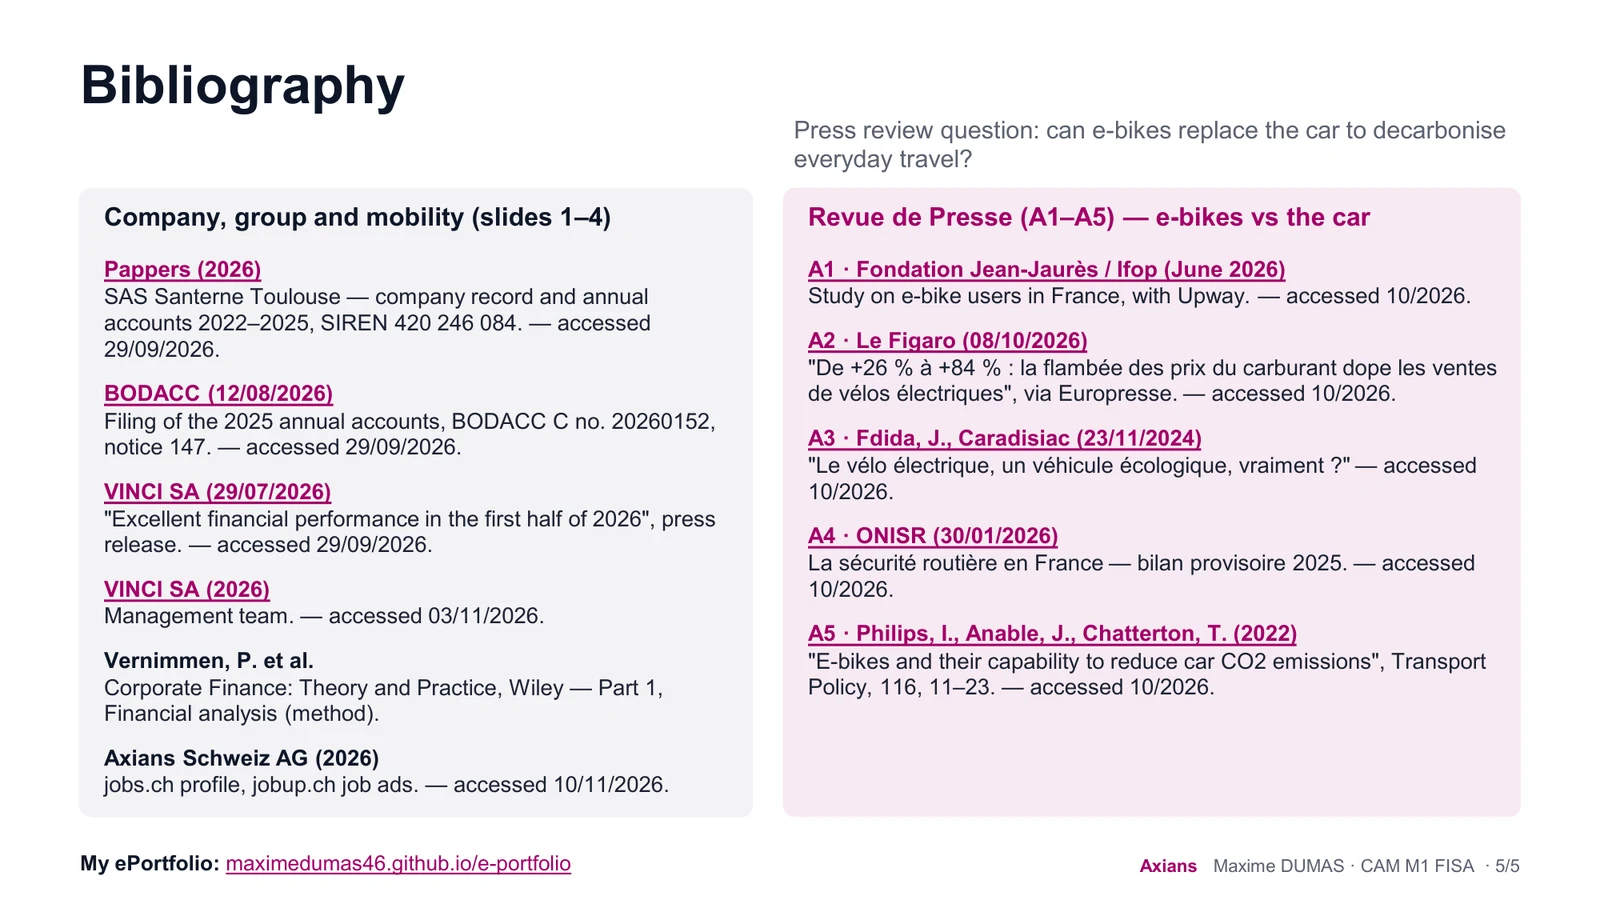 Bibliography
Press review question: can e-bikes replace the car to decarbonise
everyday travel?
Company, group and mobility (slides 1–4)
Pappers (2026)
SAS Santerne Toulouse — company record and annual
accounts 2022–2025, SIREN 420 246 084. — accessed
29/09/2026.
BODACC (12/08/2026)
Filing of the 2025 annual accounts, BODACC C no. 20260152,
notice 147. — accessed 29/09/2026.
VINCI SA (29/07/2026)
"Excellent financial performance in the first half of 2026", press
release. — accessed 29/09/2026.
VINCI SA (2026)
Management team. — accessed 03/11/2026.
Vernimmen, P. et al.
Corporate Finance: Theory and Practice, Wiley — Part 1,
Financial analysis (method).
Axians Schweiz AG (2026)
jobs.ch profile, jobup.ch job ads. — accessed 10/11/2026.
Revue de Presse (A1–A5) — e-bikes vs the car
A1 · Fondation Jean-Jaurès / Ifop (June 2026)
Study on e-bike users in France, with Upway. — accessed 10/2026.
A2 · Le Figaro (08/10/2026)
"De +26 % à +84 % : la flambée des prix du carburant dope les ventes
de vélos électriques", via Europresse. — accessed 10/2026.
A3 · Fdida, J., Caradisiac (23/11/2024)
"Le vélo électrique, un véhicule écologique, vraiment ?" — accessed
10/2026.
A4 · ONISR (30/01/2026)
La sécurité routière en France — bilan provisoire 2025. — accessed
10/2026.
A5 · Philips, I., Anable, J., Chatterton, T. (2022)
"E-bikes and their capability to reduce car CO2 emissions", Transport
Policy, 116, 11–23. — accessed 10/2026.
My ePortfolio: maximedumas46.github.io/e-portfolio
Axians Maxime DUMAS · CAM M1 FISA · 5/5